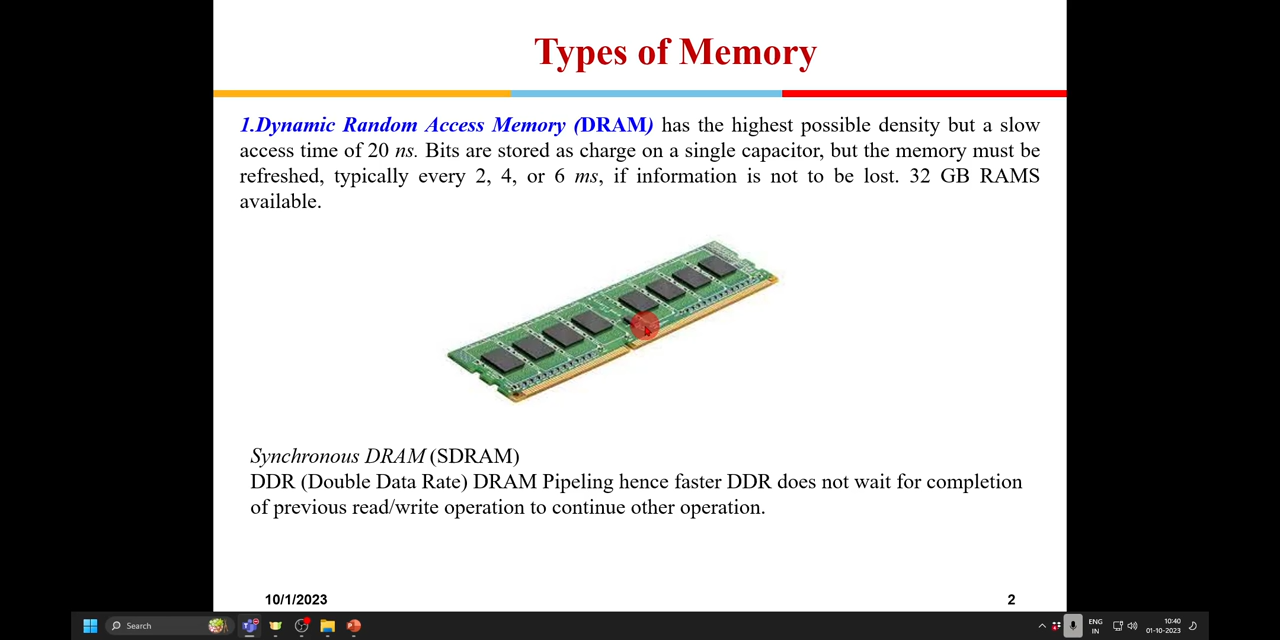 Types of Memory
1.Dynamic Random Access Memory (DRAM) has the highest possible density but a slow
access time of 20 ns. Bits are stored as charge on a single capacitor, but the memory must be
refreshed, typically every 2, 4, or 6 ms, if information is not to be lost. 32 GB RAMS
available.
Synchronous DRAM (SDRAM)
DDR (Double Data Rate) DRAM Pipeling hence faster DDR does not wait for completion
of previous read/write operation to continue other operation.
10/1/2023 2
Search
ENG
IN
10:40
01-10-2023